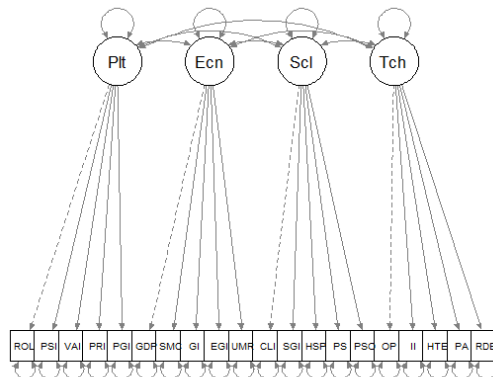 Plt Ecn Scl Tch
ROL PSI VAI PRI PGI GDP SMC GI EGI UMR CLI SGI HSP PS PSO OP II HTE PA RDE